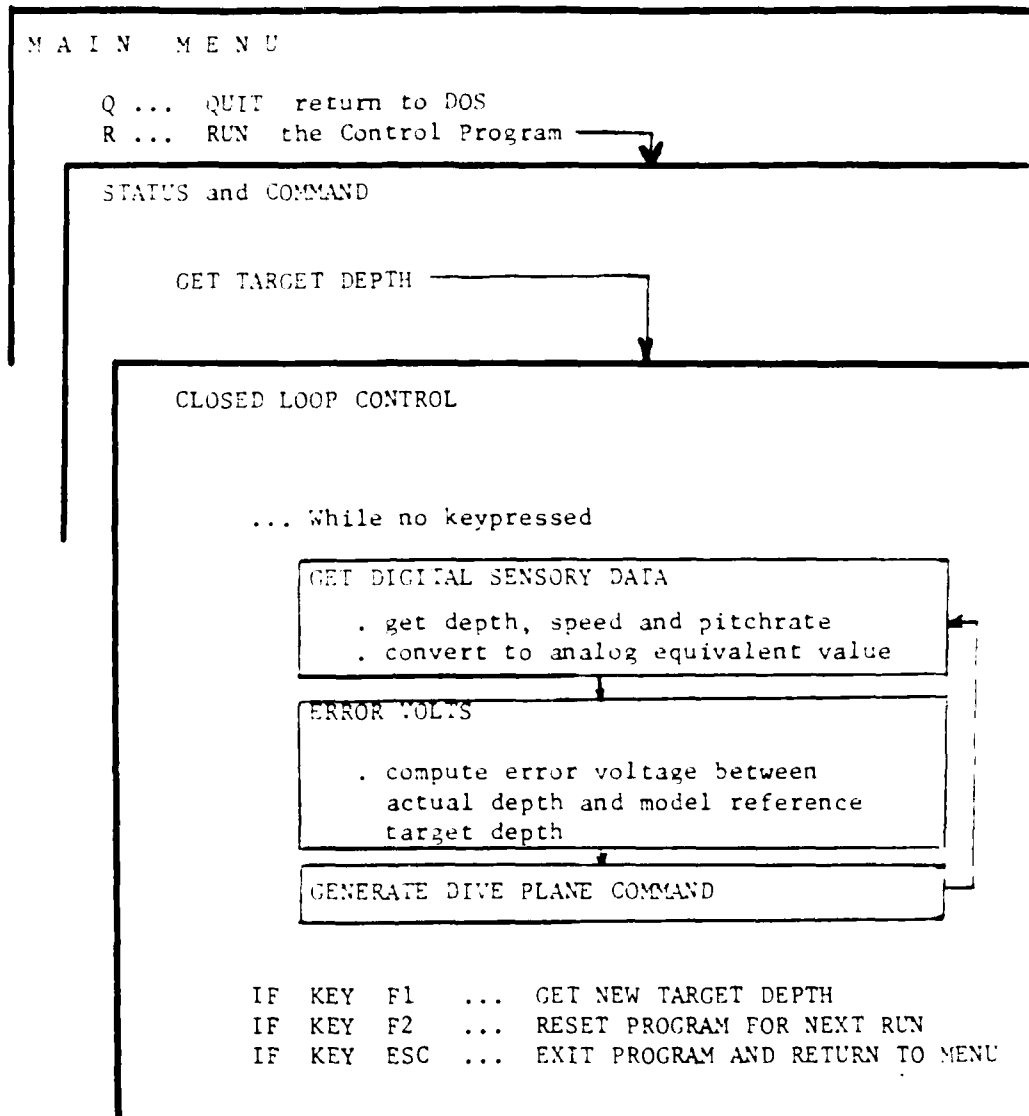 M A I N   M E N U
Q ... QUIT return to DOS
R ... RUN the Control Program
STATUS and COMMAND
GET TARGET DEPTH
CLOSED LOOP CONTROL
... While no keypressed
GET DIGITAL SENSORY DATA
. get depth, speed and pitchrate
. convert to analog equivalent value
ERROR VOLTS
. compute error voltage between
actual depth and model reference
target depth
GENERATE DIVE PLANE COMMAND
IF KEY F1 ... GET NEW TARGET DEPTH
IF KEY F2 ... RESET PROGRAM FOR NEXT RUN
IF KEY ESC ... EXIT PROGRAM AND RETURN TO MENU